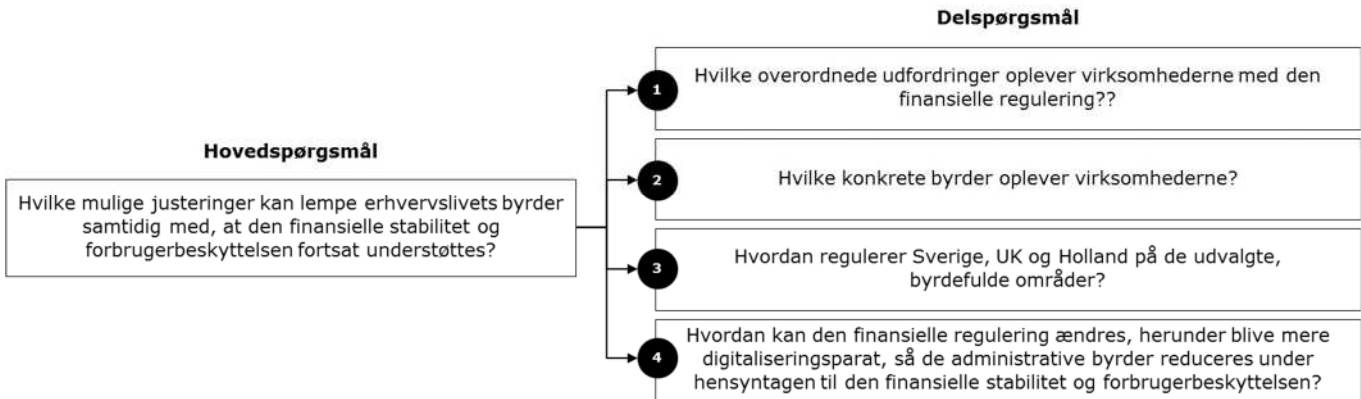 Hovedspørgsmål
Hvilke mulige justeringer kan lempe erhvervslivets byrder
samtidig med, at den finansielle stabilitet og
forbrugerbeskyttelsen fortsat understøttes?
Delspørgsmål
1
Hvilke overordnede udfordringer oplever virksomhederne med den
finansielle regulering??
2
Hvilke konkrete byrder oplever virksomhederne?
3
Hvordan regulerer Sverige, UK og Holland på de udvalgte,
byrdefulde områder?
4
Hvordan kan den finansielle regulering ændres, herunder blive mere
digitaliseringsparat, så de administrative byrder reduceres under
hensyntagen til den finansielle stabilitet og forbrugerbeskyttelsen?